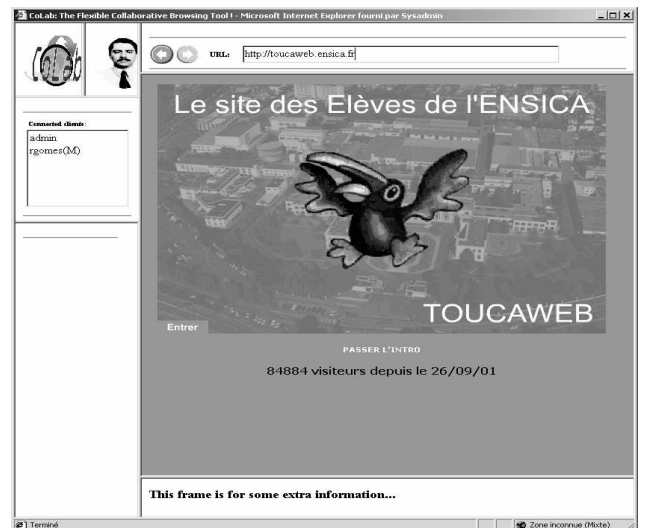 CoLab: The Flexible Collaborative Browsing Tool ! - Microsoft Internet Explorer fourni par Sysadmin
CoLab
URL: http://toucaweb.ensica.fr
Connected clients:
admin
rgomes(M)
Le site des Elèves de l'ENSICA
TOUCAWEB
Entrer
PASSER L'INTRO
84884 visiteurs depuis le 26/09/01
This frame is for some extra information...
Terminé
Zone inconnue (Mixte)